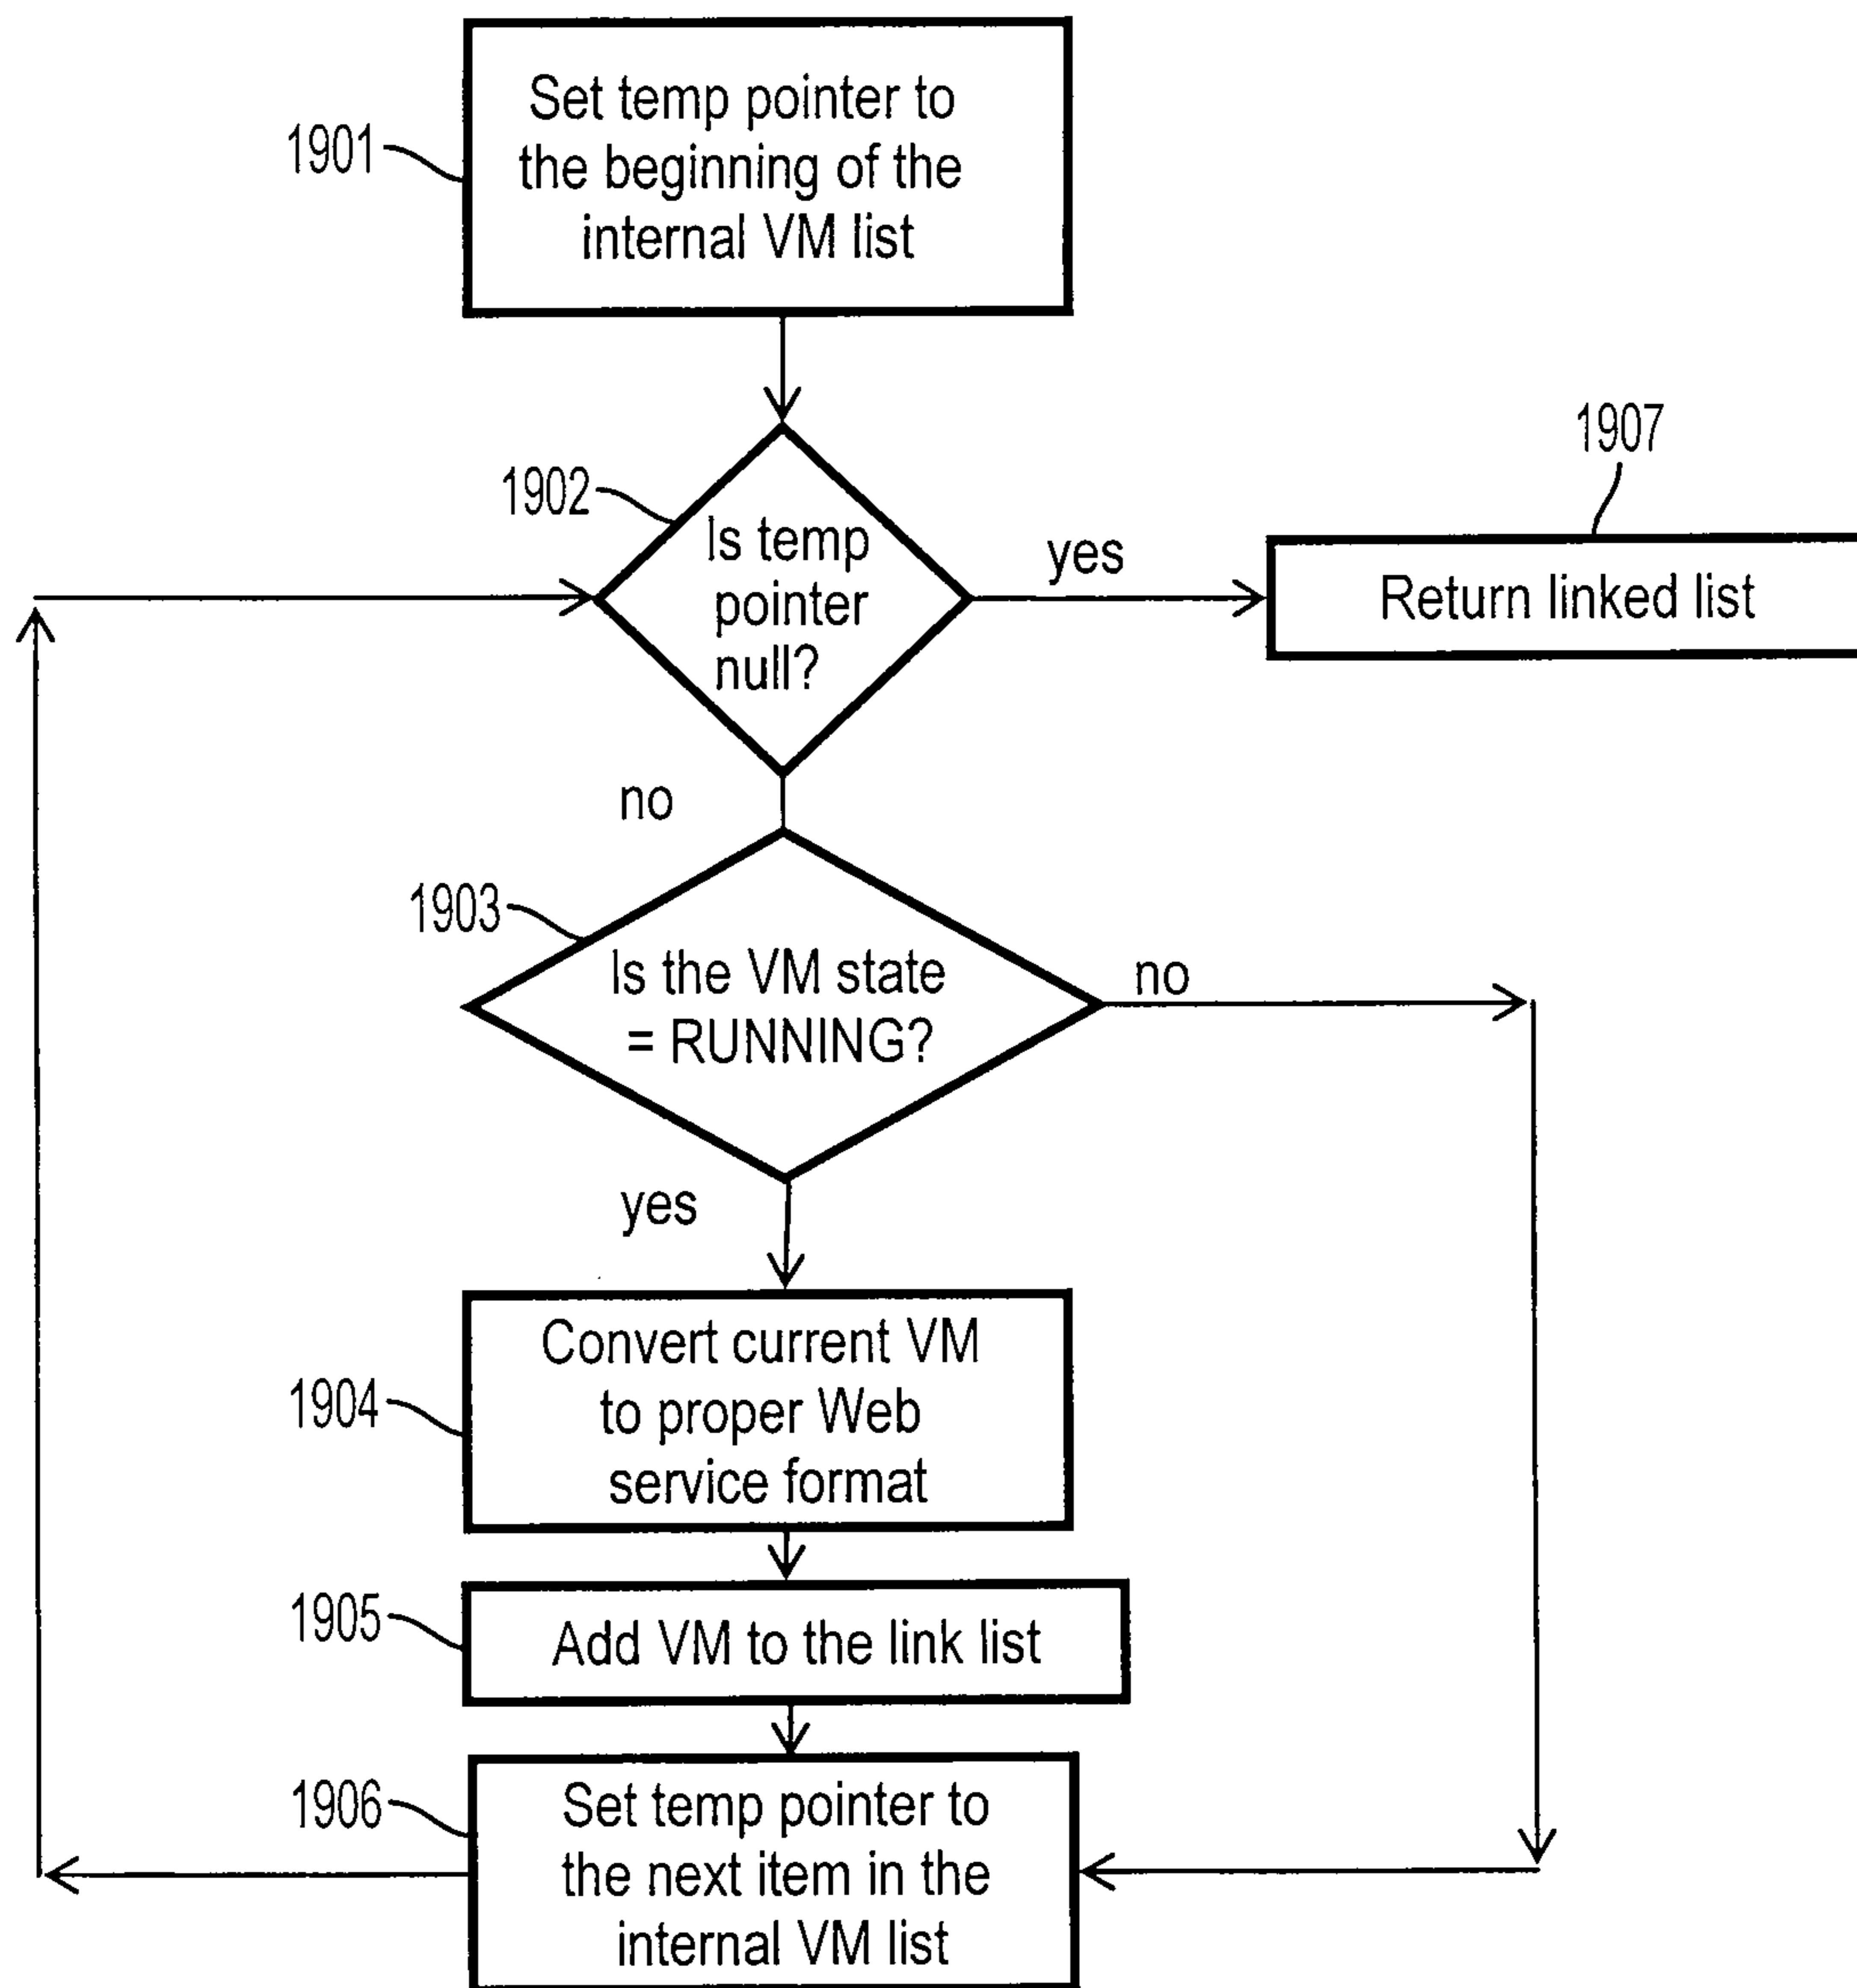 1901
Set temp pointer to
the beginning of the
internal VM list
1902
Is temp
pointer
null?
yes
1907
Return linked list
no
1903
Is the VM state
= RUNNING?
no
yes
1904
Convert current VM
to proper Web
service format
1905
Add VM to the link list
1906
Set temp pointer to
the next item in the
internal VM list